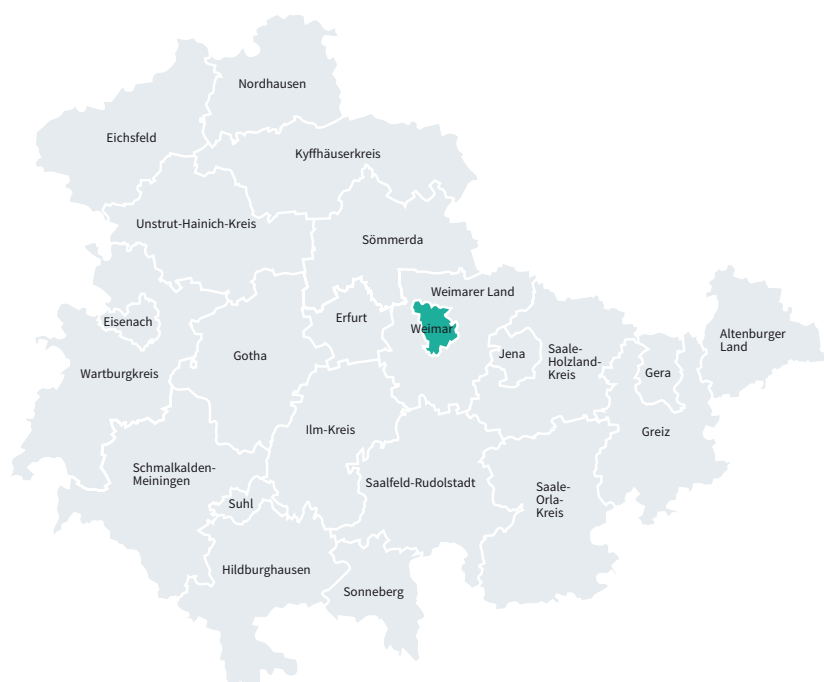 Nordhausen
Eichsfeld
Kyffhäuserkreis
Unstrut-Hainich-Kreis
Sömmerda
Weimarer Land
Eisenach
Erfurt
Weimar
Altenburger
Land
Gotha
Jena
Saale-
Holzland-
Kreis
Wartburgkreis
Gera
Ilm-Kreis
Greiz
Schmalkalden-
Meiningen
Saalfeld-Rudolstadt
Saale-
Orla-
Kreis
Suhl
Hildburghausen
Sonneberg